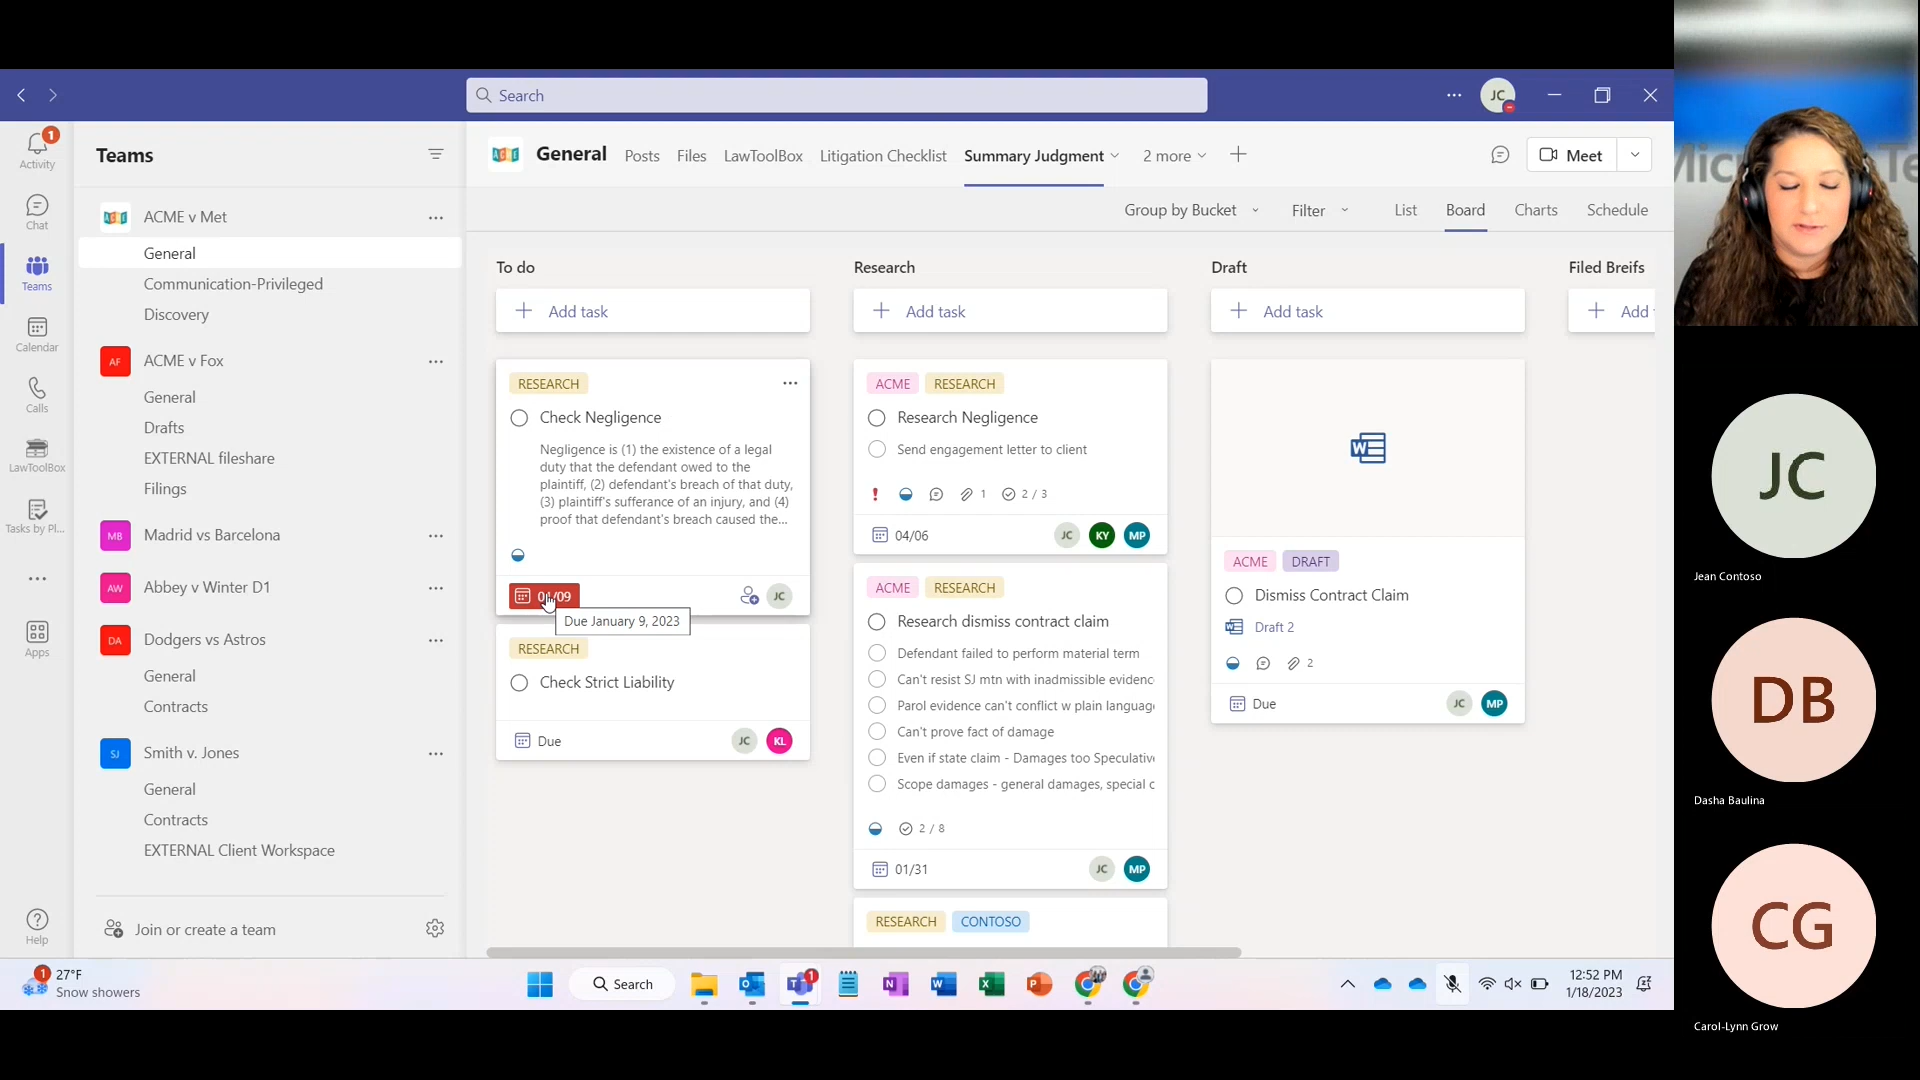 Search
JC
1
Activity
Chat
Teams
Calendar
Calls
LawToolBox
Tasks by Pl...
Apps
Help
Teams
ACME
ACME v Met
General
Communication-Privileged
Discovery
AF
ACME v Fox
General
Drafts
EXTERNAL fileshare
Filings
MB
Madrid vs Barcelona
AW
Abbey v Winter D1
DA
Dodgers vs Astros
General
Contracts
SJ
Smith v. Jones
General
Contracts
EXTERNAL Client Workspace
Join or create a team
ACME
General
Posts
Files
LawToolBox
Litigation Checklist
Summary Judgment
2 more
Meet
Group by Bucket
Filter
List
Board
Charts
Schedule
To do
Add task
RESEARCH
Check Negligence
Negligence is (1) the existence of a legal
duty that the defendant owed to the
plaintiff, (2) defendant's breach of that duty,
(3) plaintiff's sufferance of an injury, and (4)
proof that defendant's breach caused the...
/09
JC
Due January 9, 2023
RESEARCH
Check Strict Liability
Due
JC
KL
Research
Add task
ACME RESEARCH
Research Negligence
Send engagement letter to client
1
2 / 3
04/06
JC
KY
MP
ACME RESEARCH
Research dismiss contract claim
Defendant failed to perform material term
Can't resist SJ mtn with inadmissible evidenc
Parol evidence can't conflict w plain language
Can't prove fact of damage
Even if state claim - Damages too Speculativ
Scope damages - general damages, special c
2 / 8
01/31
JC
MP
RESEARCH CONTOSO
Draft
Add task
ACME DRAFT
Dismiss Contract Claim
Draft 2
2
Due
JC
MP
Filed Breifs
Add
1
27°F
Snow showers
Search
1
12:52 PM
1/18/2023
Mic
Te
JC
Jean Contoso
DB
Dasha Baulina
CG
Carol-Lynn Grow